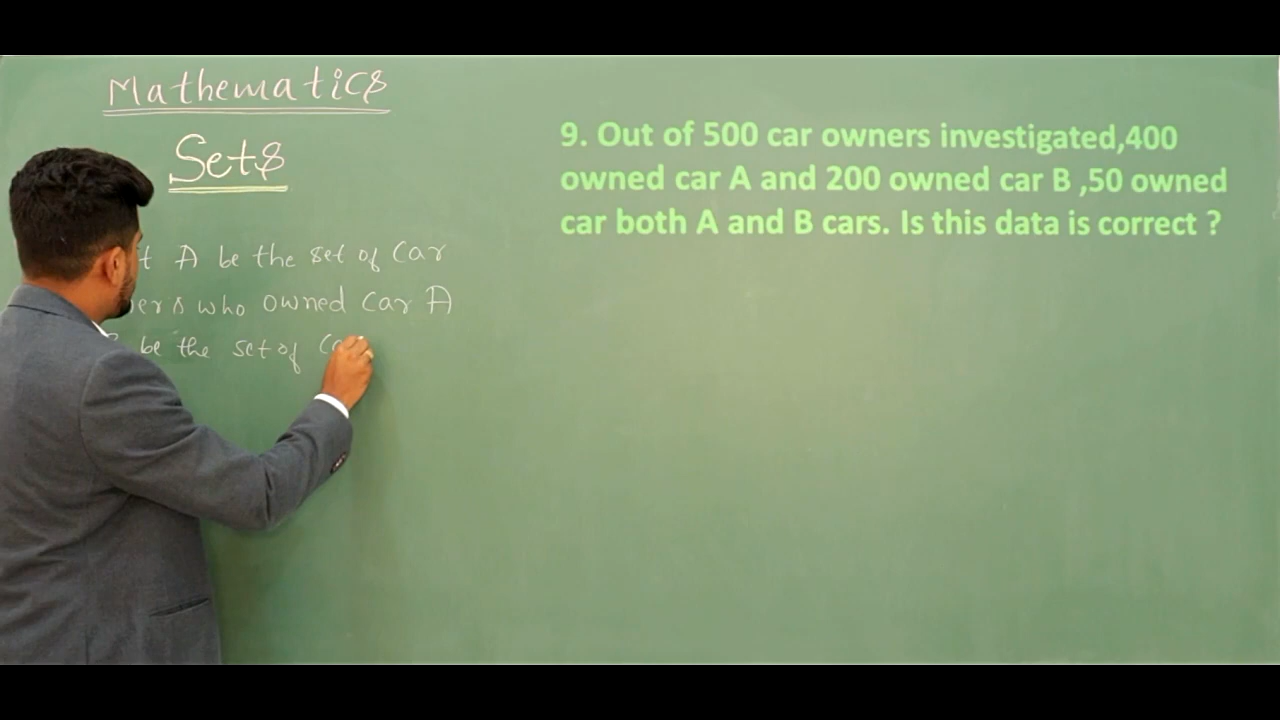 Mathematics
Sets
A be the set of Car
who owned Car A
be the set of
9. Out of 500 car owners investigated,400
owned car A and 200 owned car B ,50 owned
car both A and B cars. Is this data is correct ?